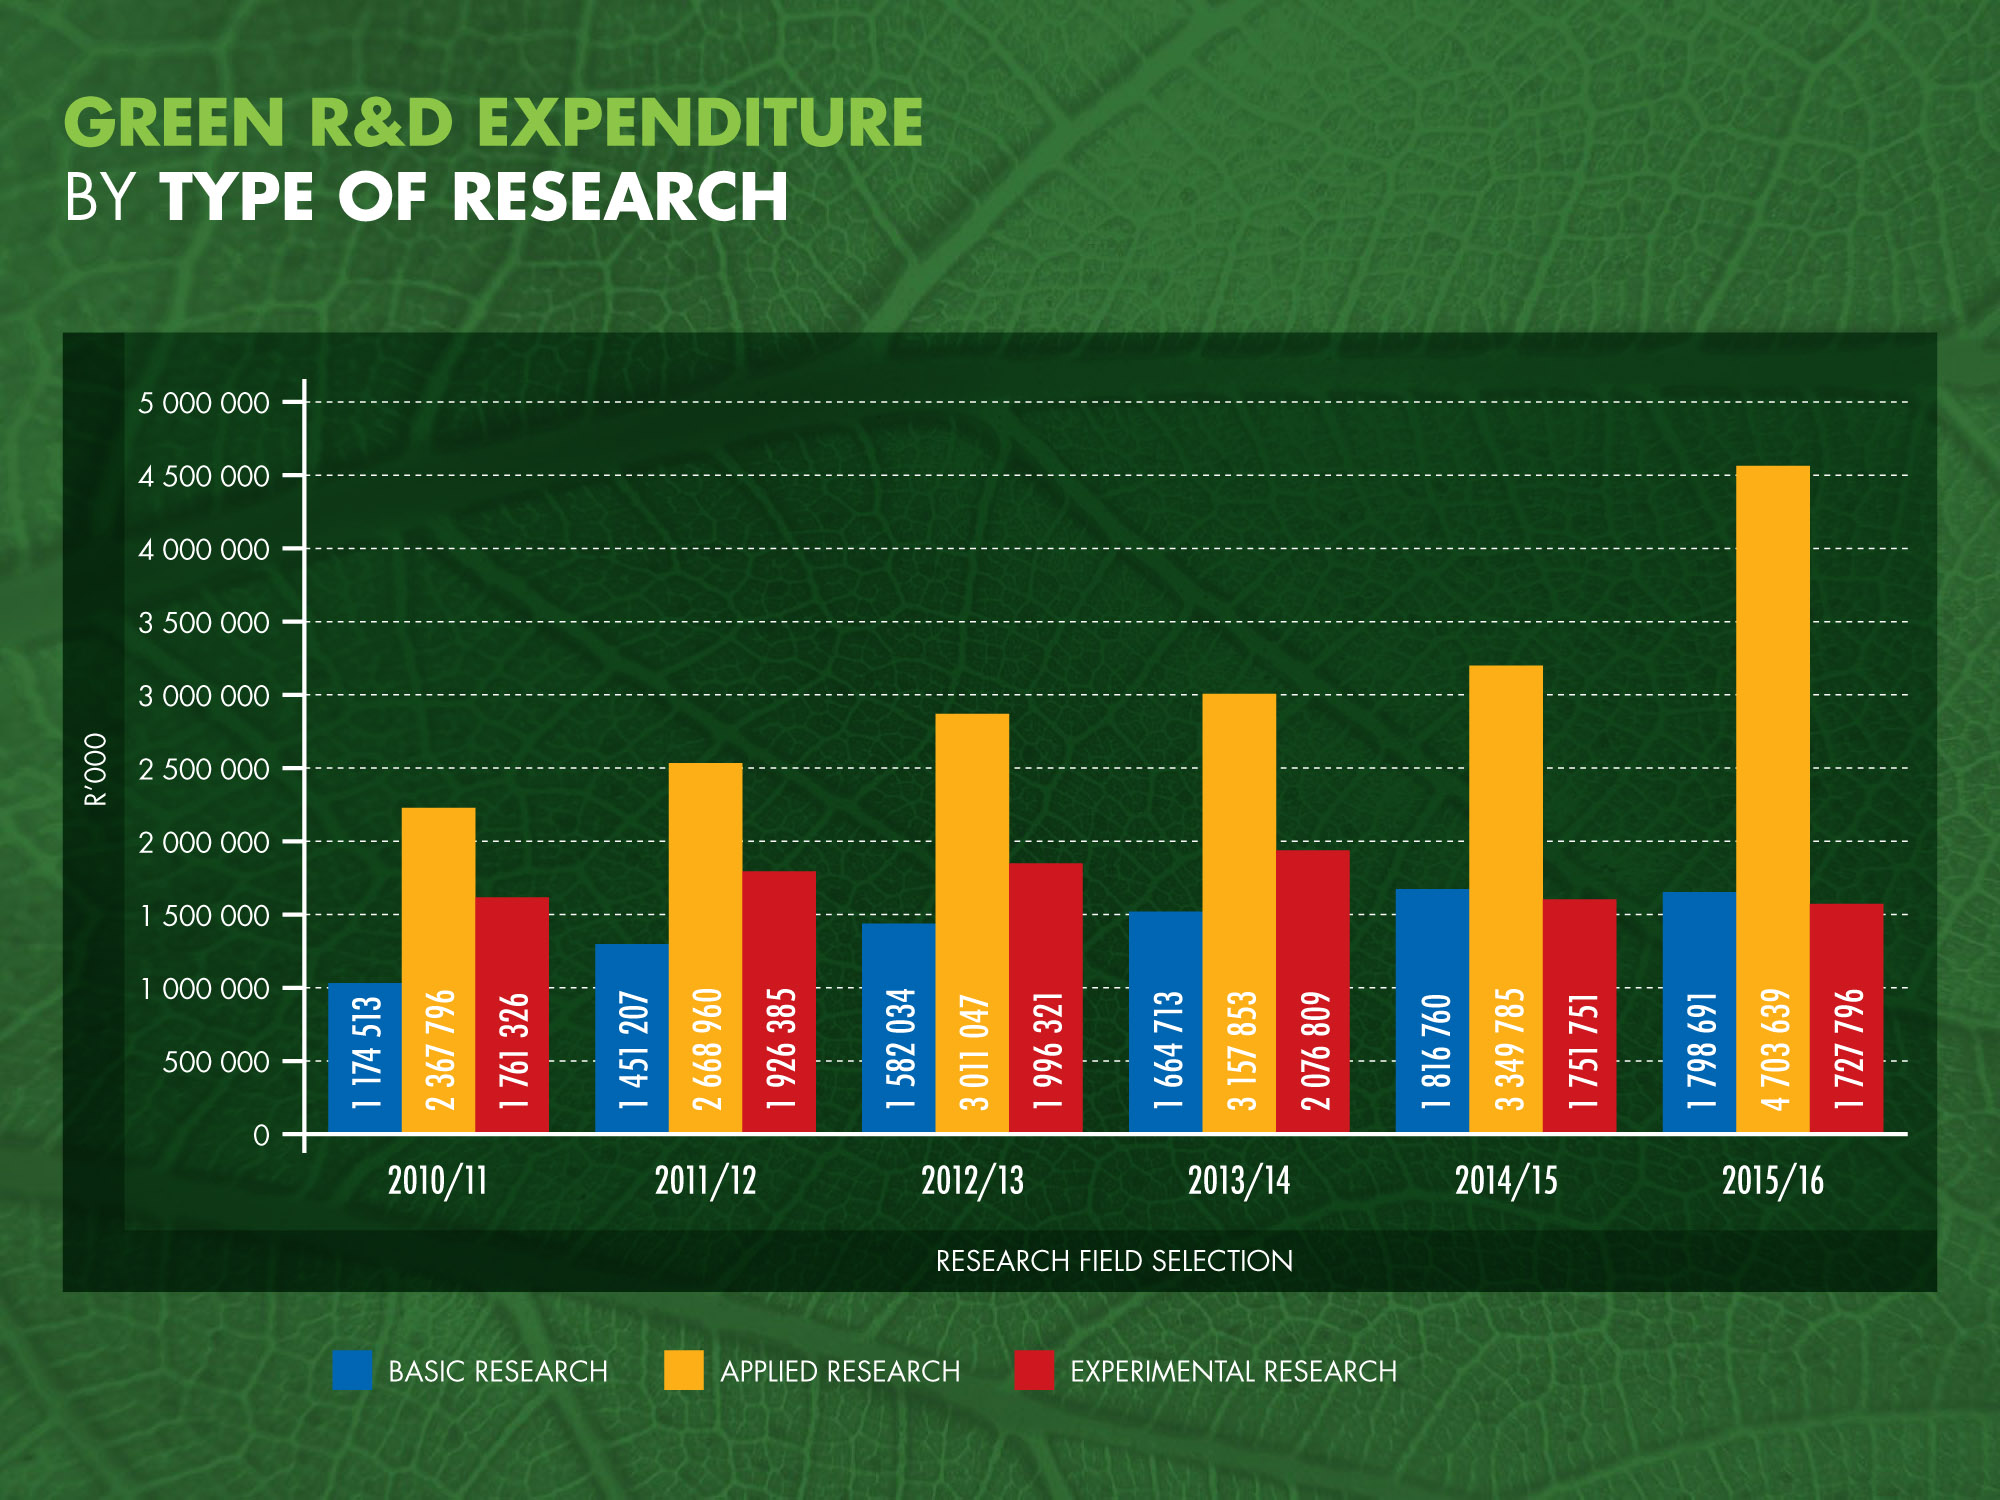 GREEN R&D EXPENDITURE
BY TYPE OF RESEARCH
R'000
5 000 000
4 500 000
4 000 000
3 500 000
3 000 000
2 500 000
2 000 000
1 500 000
1 000 000
500 000
0
1 174 513
2 367 796
1 761 326
1 451 207
2 668 960
1 926 385
1 582 034
3 011 047
1 996 321
1 664 713
3 157 853
2 076 809
1 816 760
3 349 785
1 751 751
1 798 691
4 703 639
1 727 796
2010/11
2011/12
2012/13
2013/14
2014/15
2015/16
RESEARCH FIELD SELECTION
BASIC RESEARCH
APPLIED RESEARCH
EXPERIMENTAL RESEARCH